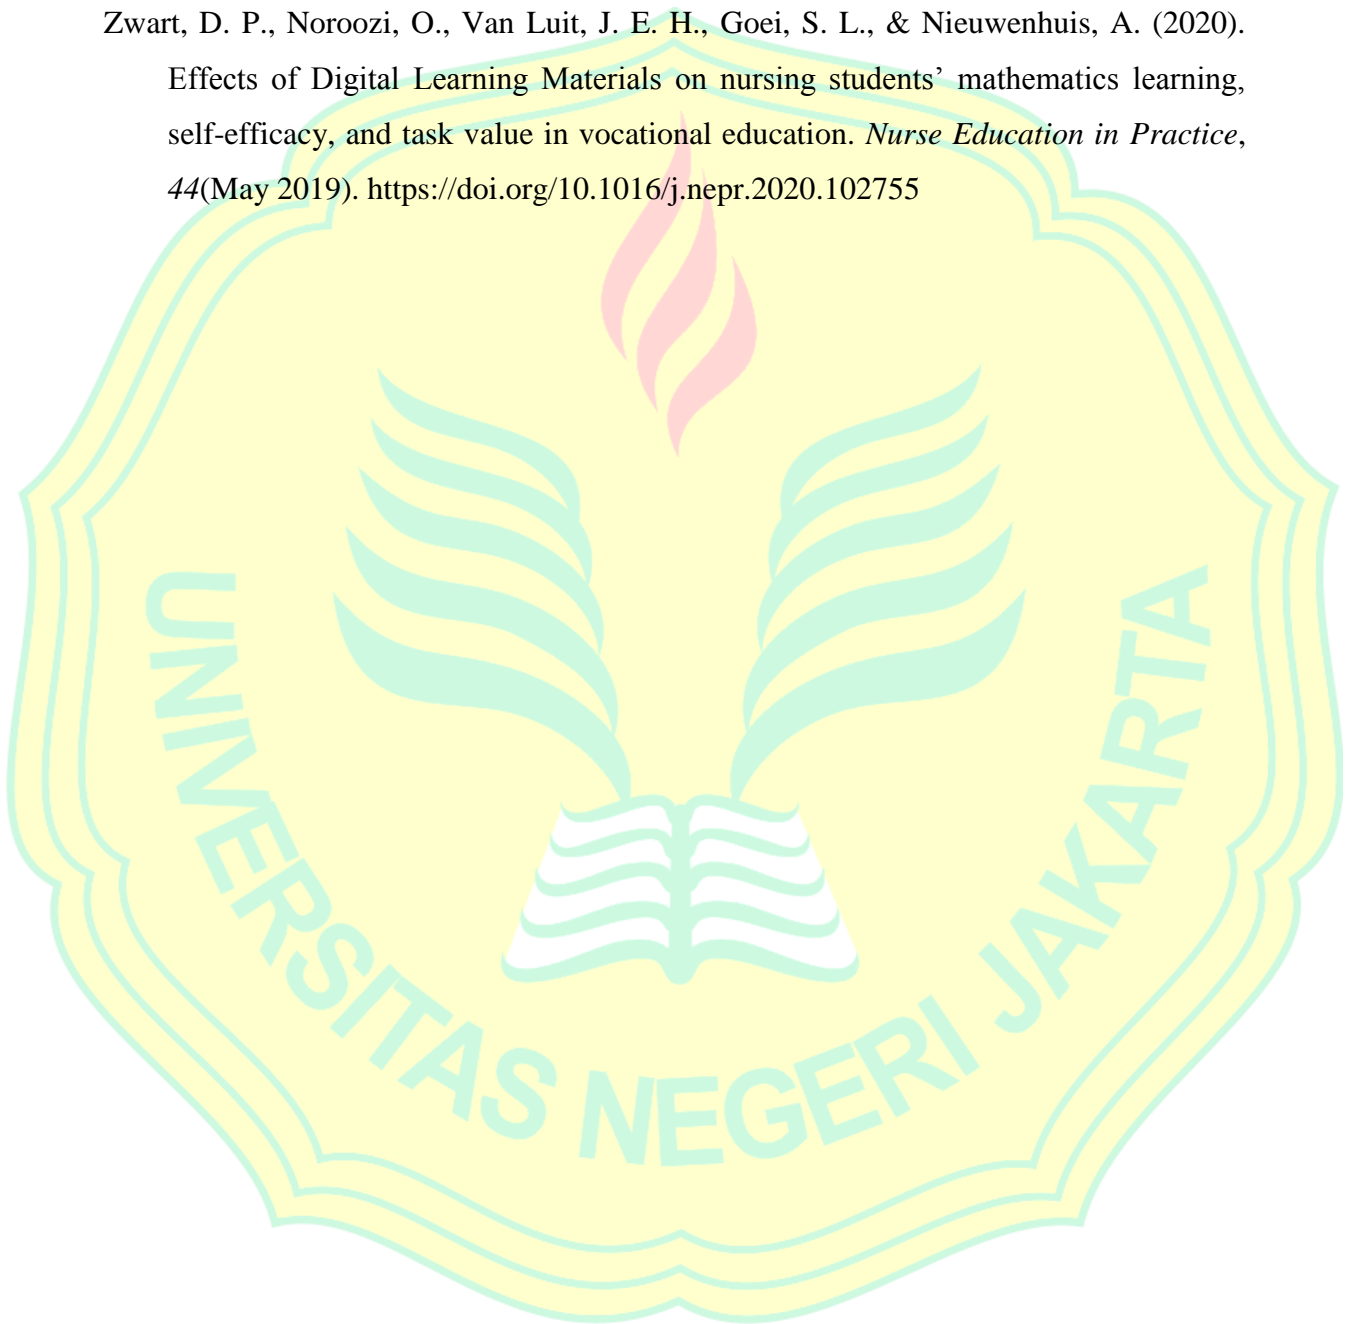 Zwart, D. P., Noroozi, O., Van Luit, J. E. H., Goei, S. L., & Nieuwenhuis, A. (2020).
Effects of Digital Learning Materials on nursing students’ mathematics learning,
self-efficacy, and task value in vocational education. Nurse Education in Practice,
44(May 2019). https://doi.org/10.1016/j.nepr.2020.102755
UNIVERSITAS NEGERI JAKARTA